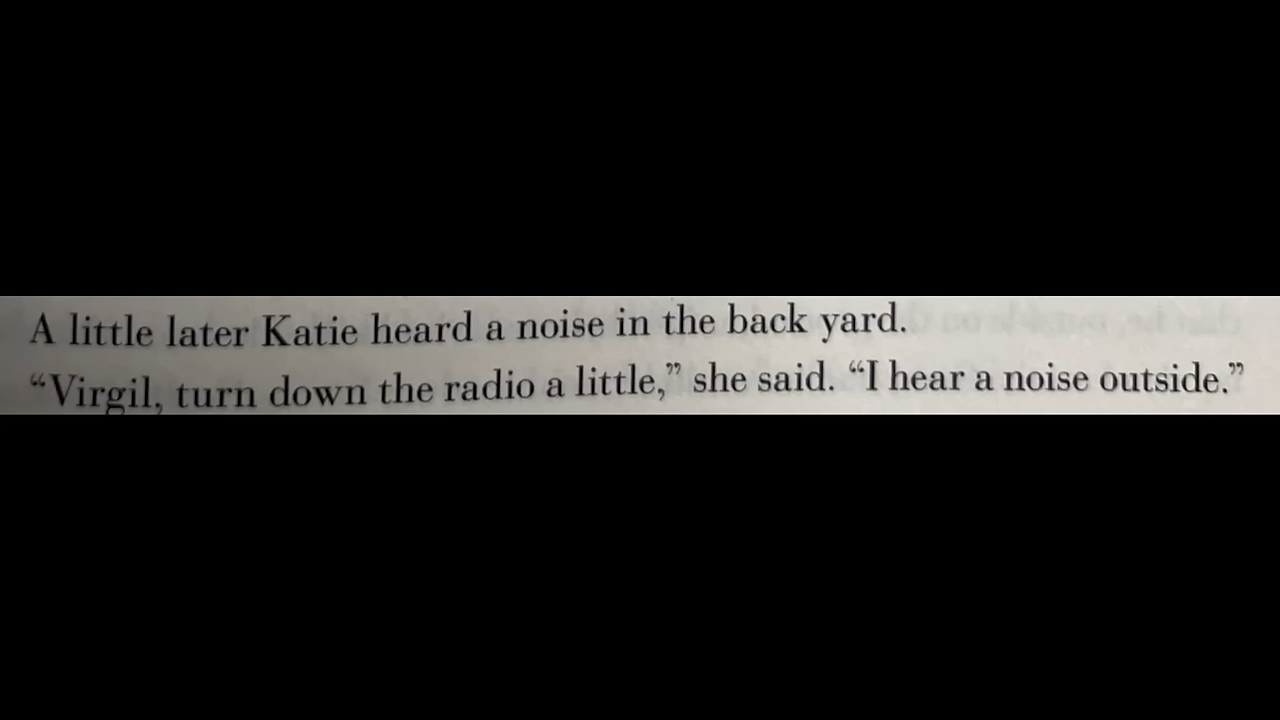 A little later Katie heard a noise in the back yard.
“Virgil, turn down the radio a little,” she said. “I hear a noise outside.”